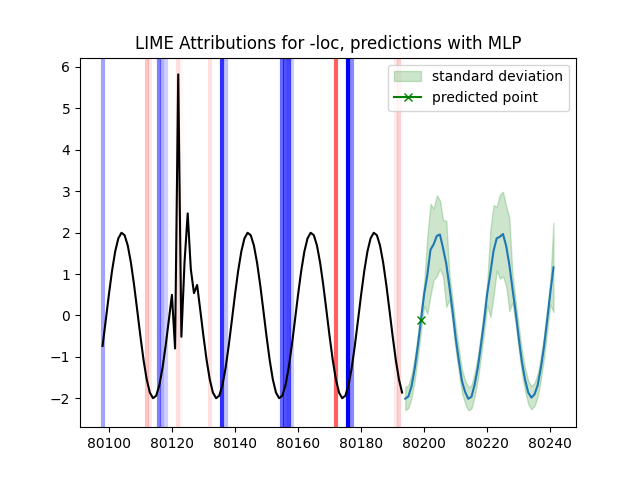 LIME Attributions for -loc, predictions with MLP
standard deviation
predicted point
6
5
4
3
2
1
0
−1
−2
80100 80120 80140 80160 80180 80200 80220 80240